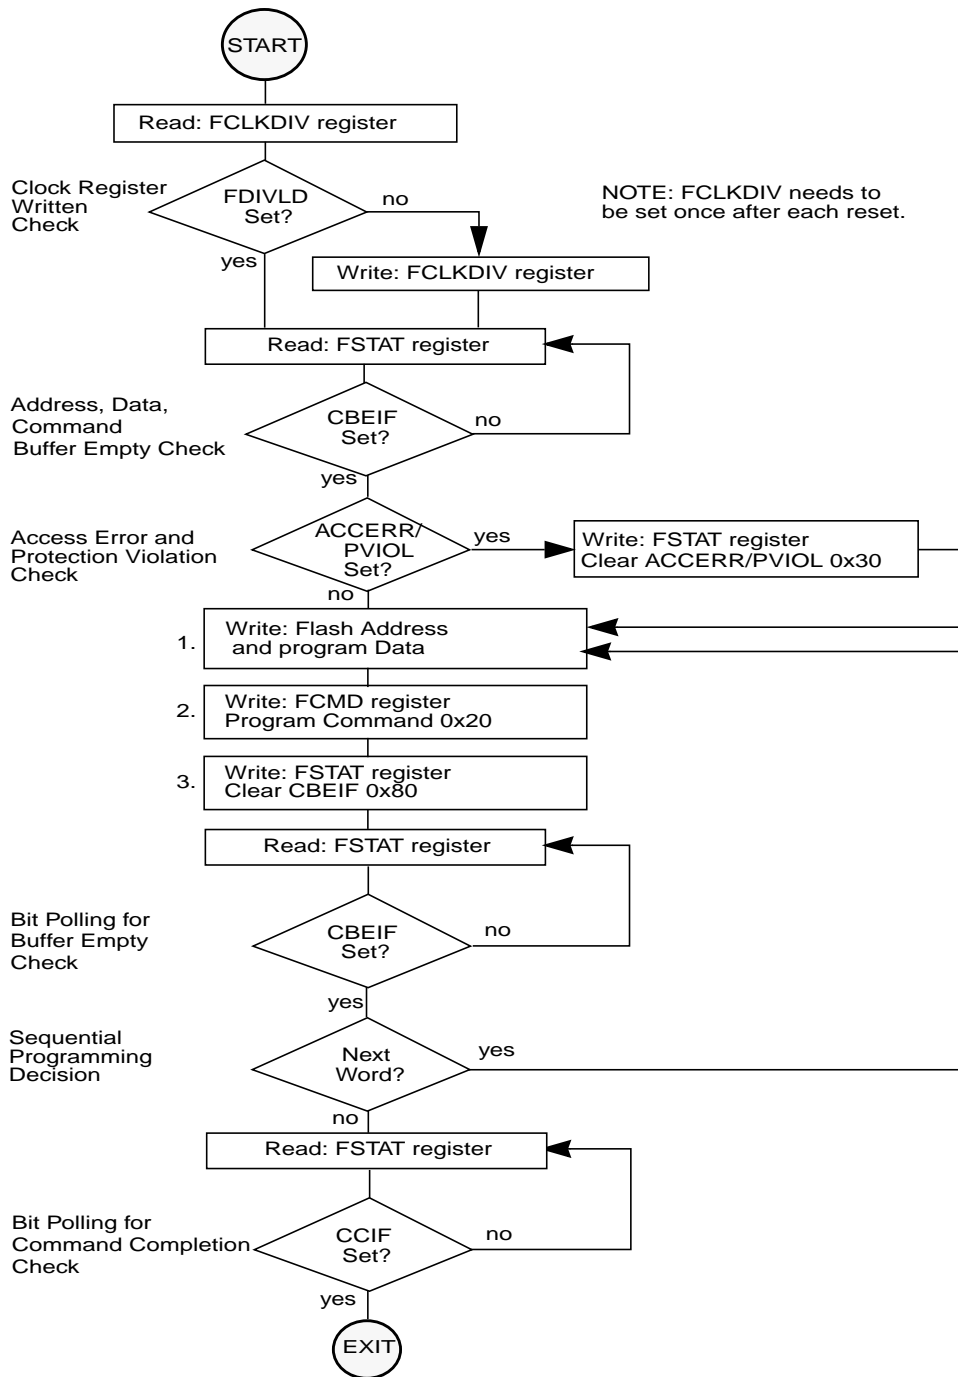 START
Read: FCLKDIV register
Clock Register
Written
Check
FDIVLD
Set?
no
yes
NOTE: FCLKDIV needs to
be set once after each reset.
Write: FCLKDIV register
Read: FSTAT register
Address, Data,
Command
Buffer Empty Check
CBEIF
Set?
no
yes
Access Error and
Protection Violation
Check
ACCERR/
PVIOL
Set?
yes
no
Write: FSTAT register
Clear ACCERR/PVIOL 0x30
1.
Write: Flash Address
and program Data
2.
Write: FCMD register
Program Command 0x20
3.
Write: FSTAT register
Clear CBEIF 0x80
Read: FSTAT register
Bit Polling for
Buffer Empty
Check
CBEIF
Set?
no
yes
Sequential
Programming
Decision
Next
Word?
yes
no
Read: FSTAT register
Bit Polling for
Command Completion
Check
CCIF
Set?
no
yes
EXIT